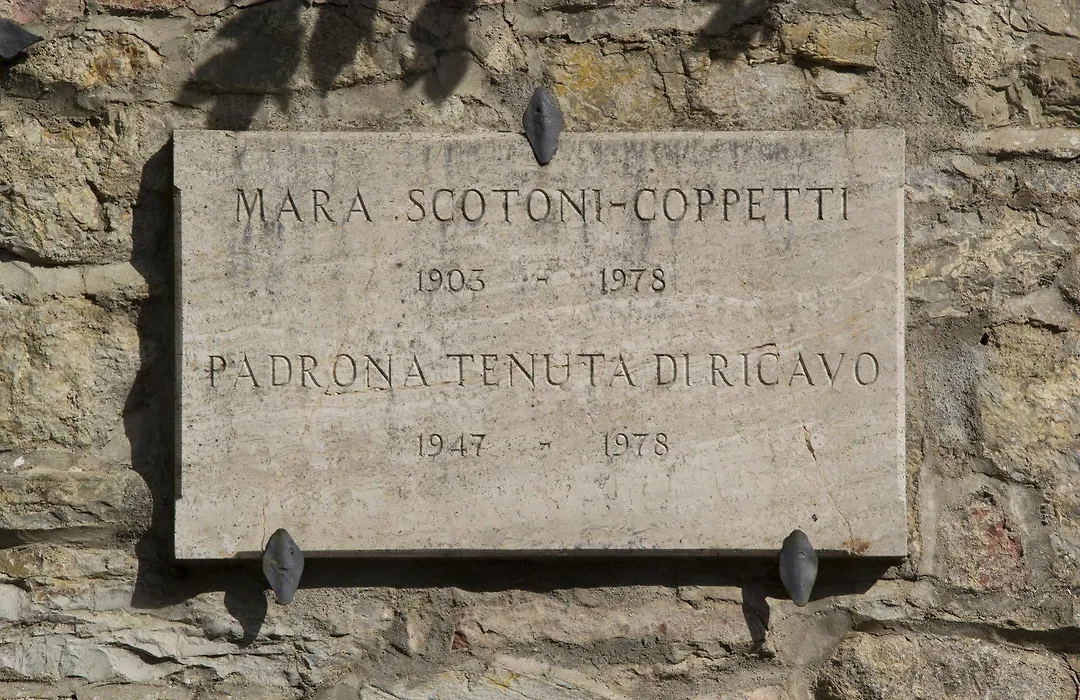 MARA SCOTONI-COPPETTI
1903 - 1978
PADRONA TENUTA DI RICAVO
1947 - 1978